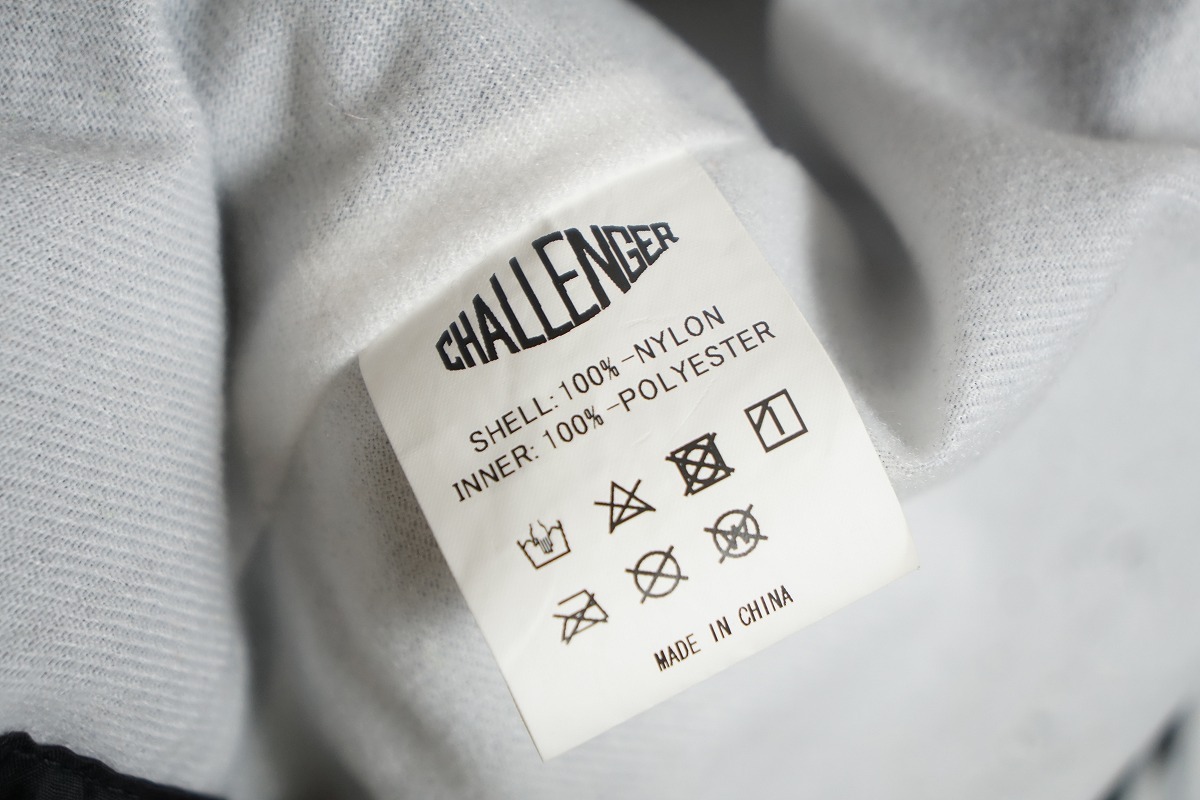 CHALLENGER
SHELL: 100%-NYLON
INNER: 100%-POLYESTER
W
MADE IN CHINA